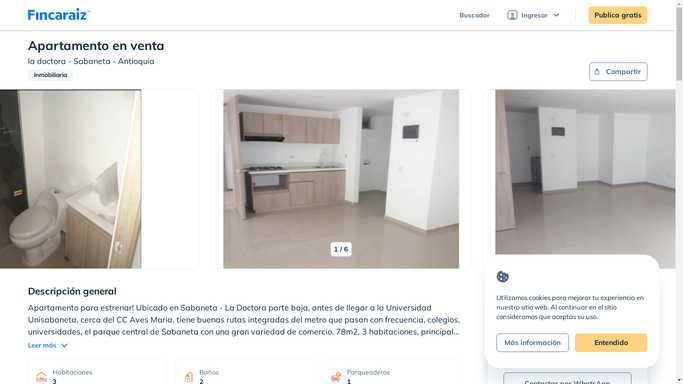 Fincaraiz
Buscador
Ingresar
Publica gratis
Apartamento en venta
la doctora - Sabaneta - Antioquia
Inmobiliaria
Compartir
1 / 6
Descripción general
Apartamento para estrenar! Ubicado en Sabaneta - La Doctora parte baja, antes de llegar a la Universidad
Unisabaneta, cerca del CC Aves Maria, tiene buenas rutas integradas del metro que pasan con frecuencia, colegios,
universidades, el parque central de Sabaneta con una gran variedad de comercio. 78m2, 3 habitaciones, principal...
Leer más
Habitaciones
3
Baños
2
Parqueaderos
1
Utilizamos cookies para mejorar tu experiencia en
nuestro sitio web. Al continuar en el sitio
consideramos que aceptas su uso.
Más información
Entendido
Contactar por WhatsApp